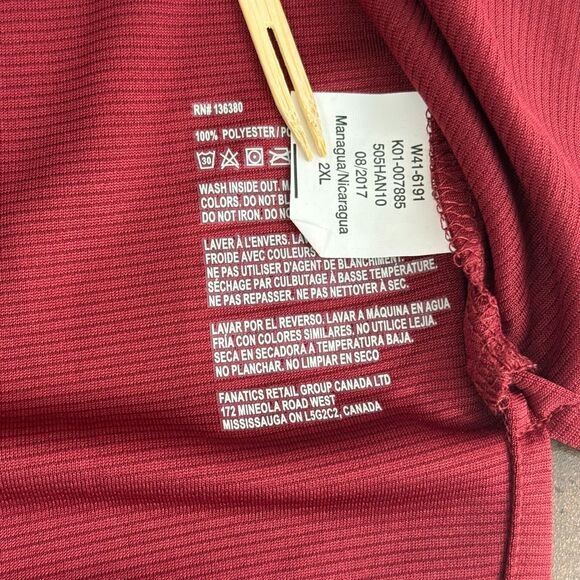 RN# 136380
100% POLYESTER /
30
WASH INSIDE OUT.
COLORS. DO NOT
DO NOT IRON. DO
LAVER À L'ENVERS.
FROIDE AVEC COULEURS
NE PAS UTILISER D'AGENT DE BLANCHIMENT.
SÉCHAGE PAR CULBUTAGE À BASSE TEMPÉRATURE.
NE PAS REPASSER. NE PAS NETTOYER À SEC.
LAVAR POR EL REVERSO. LAVAR A MÁQUINA EN AGUA
FRÍA CON COLORES SIMILARES. NO UTILICE LEJÍA.
SECA EN SECADORA A TEMPERATURA BAJA.
NO PLANCHAR. NO LIMPIAR EN SECO
FANATICS RETAIL GROUP CANADA LTD
172 MINEOLA ROAD WEST
MISSISSAUGA ON L5G2C2, CANADA
W41-6191
K01-007885
505HAN10
08/2017
Managua/Nicaragua
2XL